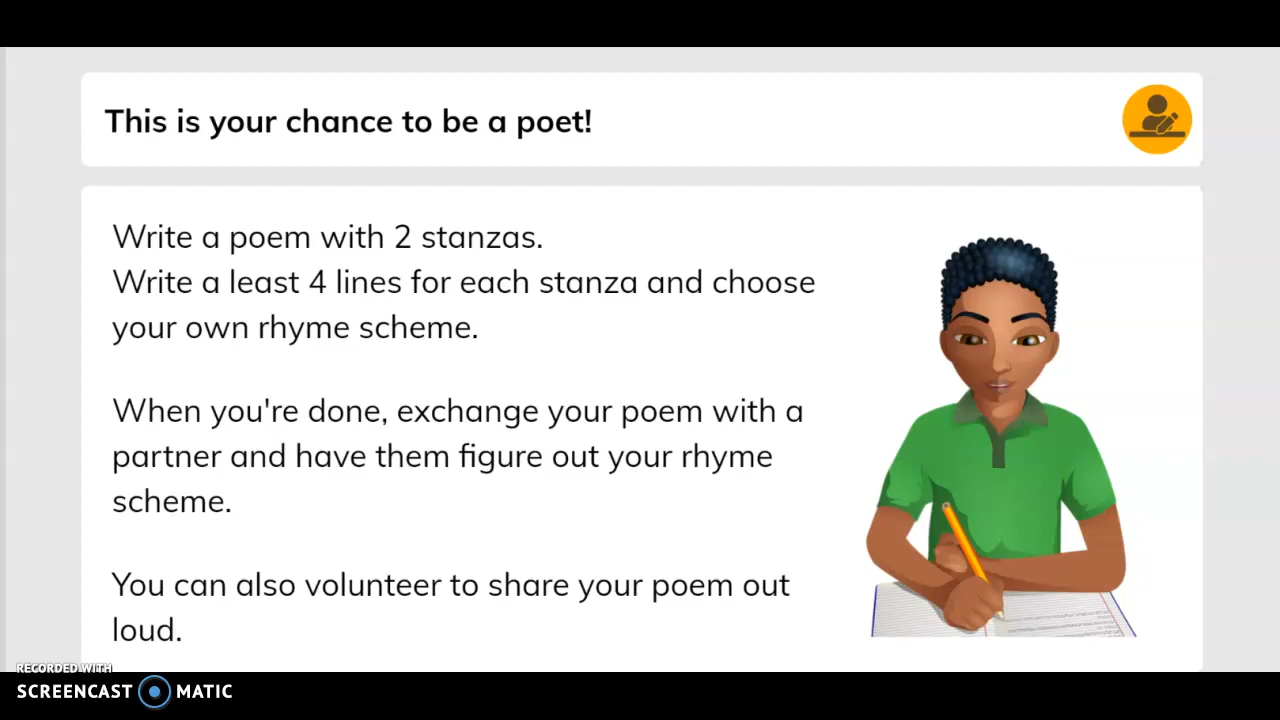 This is your chance to be a poet!
Write a poem with 2 stanzas.
Write a least 4 lines for each stanza and choose
your own rhyme scheme.
When you're done, exchange your poem with a
partner and have them figure out your rhyme
scheme.
You can also volunteer to share your poem out
loud.
RECORDED WITH
SCREENCAST MATIC